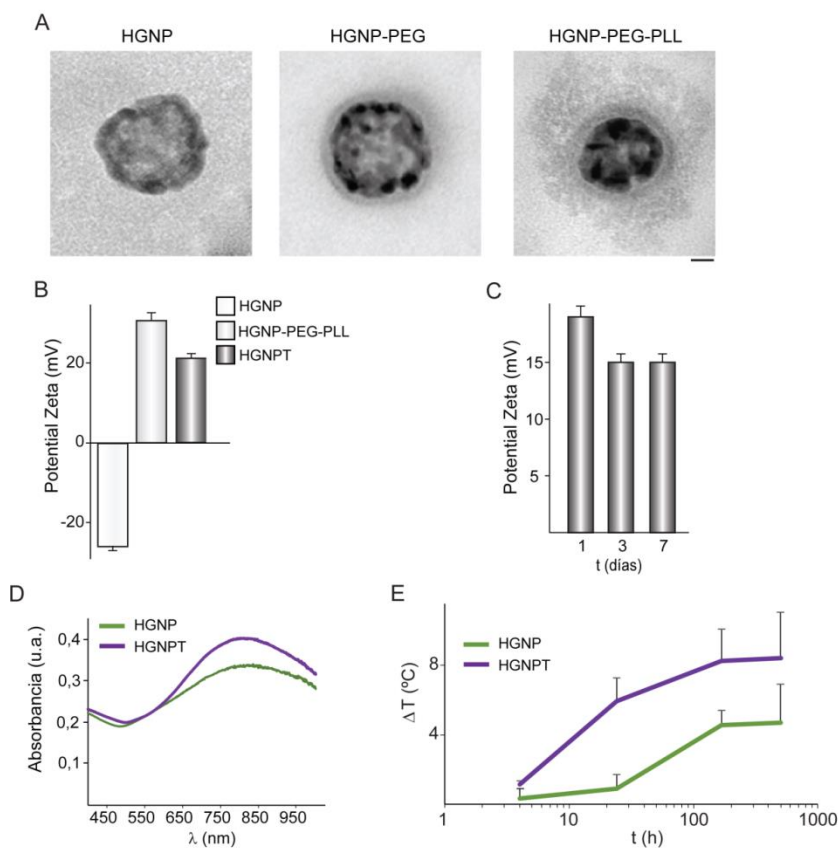 A
HGNP
HGNP-PEG
HGNP-PEG-PLL
B
Potential Zeta (mV)
20
0
-20
HGNP
HGNP-PEG-PLL
HGNPT
C
Potential Zeta (mV)
15
15
5
1 3 7
t (días)
D
HGNP
HGNPT
Absorbancia (u.a.)
0,4
0,3
0,2
0,1
450 550 650 750 850 950
λ (nm)
E
HGNP
HGNPT
ΔT (ºC)
8
4
1 10 100 1000
t (h)